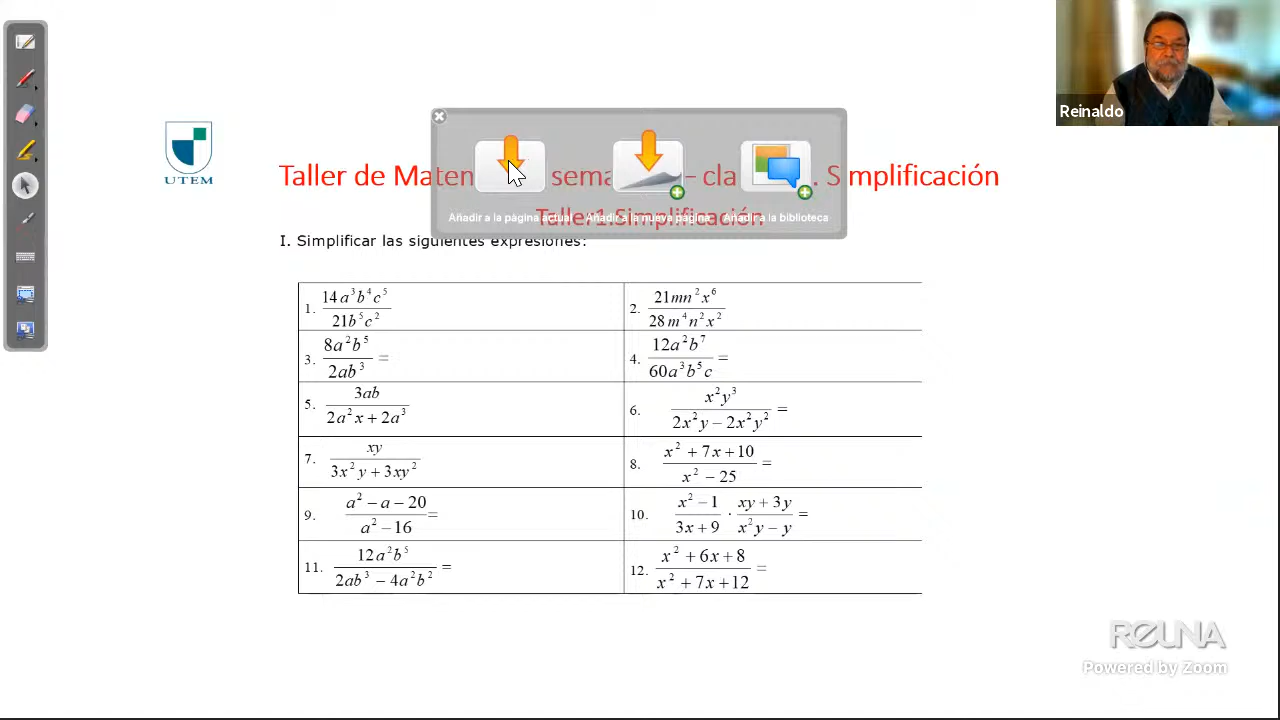 Reinaldo
UTEM
Taller de Matem sema – cla . Simplificación
Añadir a la página actual Añadir a la nueva página Añadir a la biblioteca
Taller 1.Simplificación.
I. Simplificar las siguientes expresiones:
1. 14a³b⁴c⁵ / 21b⁵c² 2. 21mn²x⁶ / 28m⁴n²x²
3. 8a²b⁵ / 2ab³ = 4. 12a²b⁷ / 60a³b⁵c =
5. 3ab / 2a²x + 2a³ 6. x²y³ / 2x²y – 2x²y² =
7. xy / 3x²y + 3xy² 8. x² + 7x + 10 / x² – 25 =
9. a² – a – 20 / a² – 16 = 10. x² – 1 / 3x + 9 · xy + 3y / x²y – y =
11. 12a²b⁵ / 2ab³ – 4a²b² = 12. x² + 6x + 8 / x² + 7x + 12 =
REUNA
Powered by Zoom